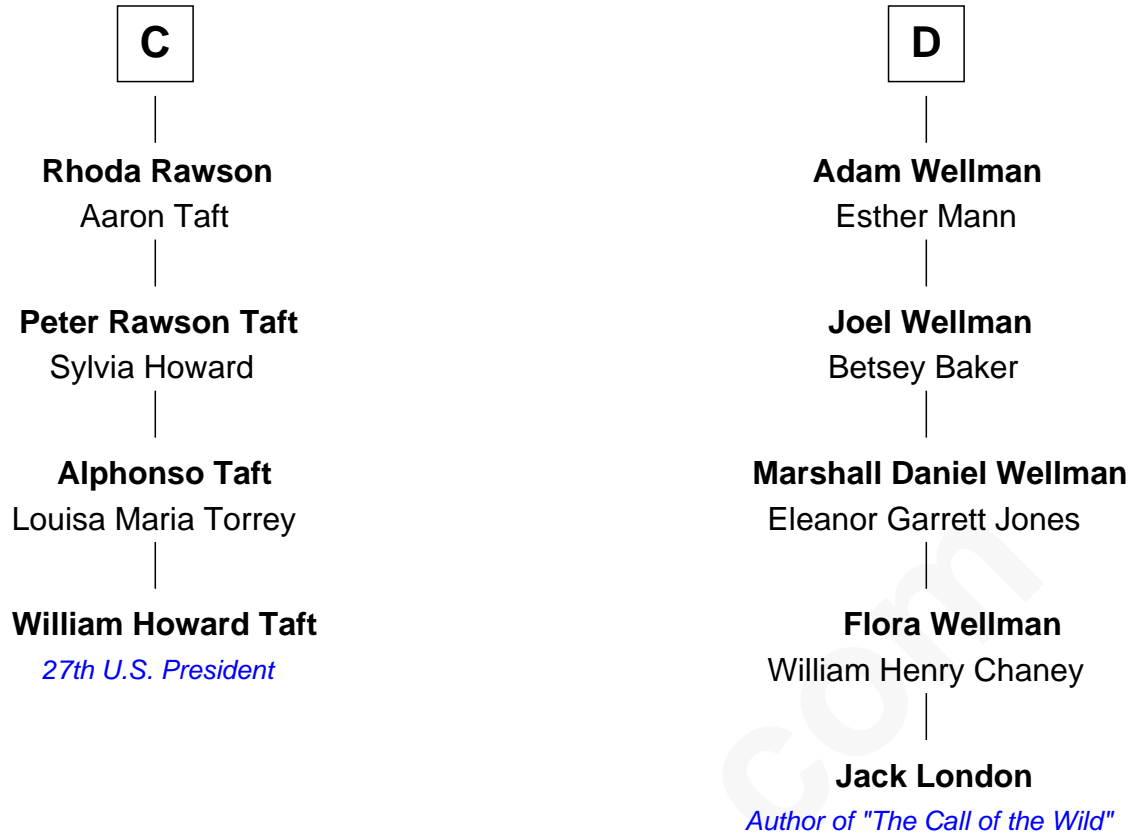 C
Rhoda Rawson
Aaron Taft
Peter Rawson Taft
Sylvia Howard
Alphonso Taft
Louisa Maria Torrey
William Howard Taft
27th U.S. President
D
Adam Wellman
Esther Mann
Joel Wellman
Betsey Baker
Marshall Daniel Wellman
Eleanor Garrett Jones
Flora Wellman
William Henry Chaney
Jack London
Author of "The Call of the Wild"
com